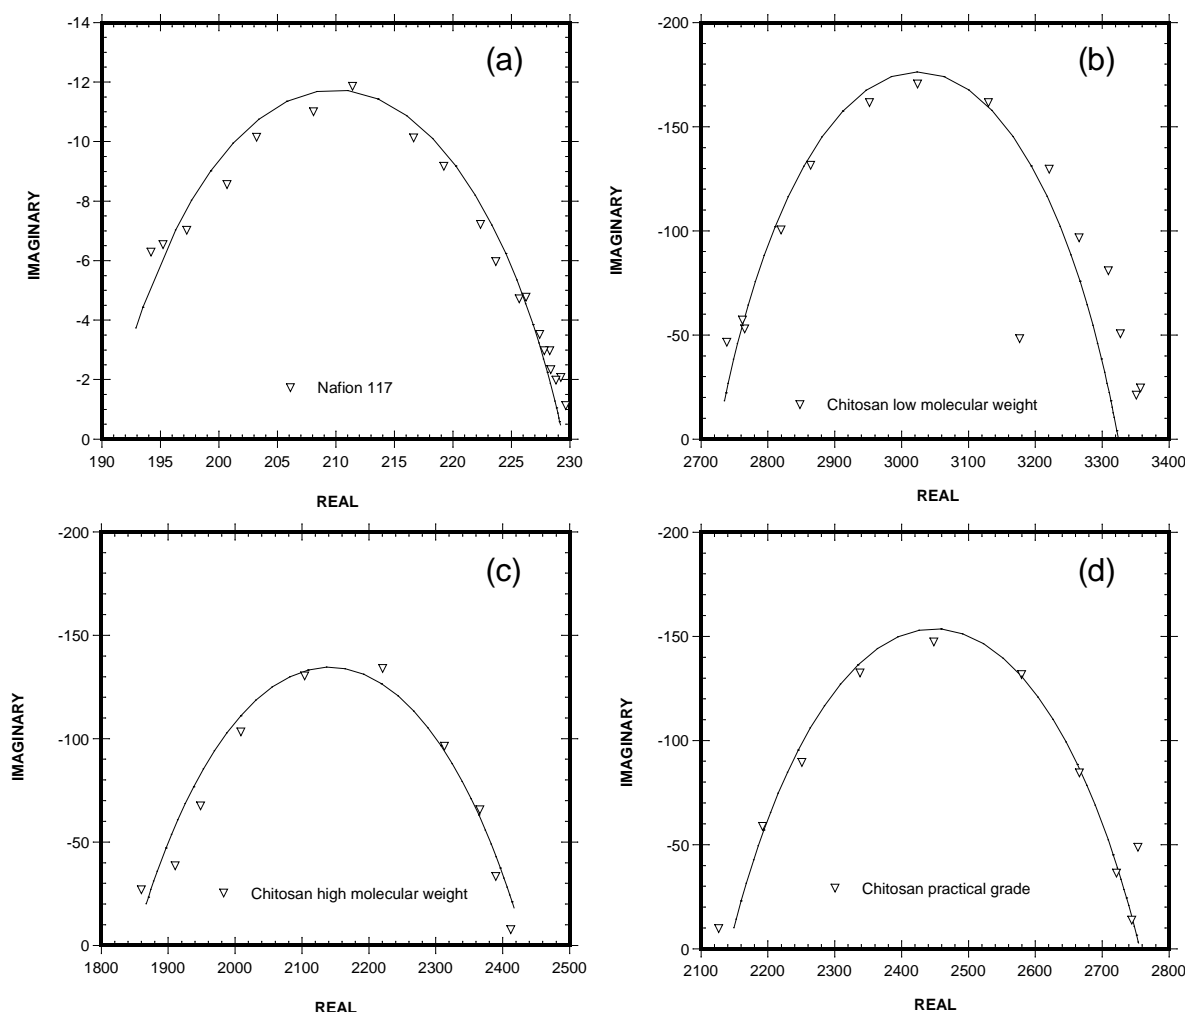 (a)
-14
-12
-10
-8
-6
-4
-2
0
IMAGINARY
Nafion 117
190 195 200 205 210 215 220 225 230
REAL
(b)
-200
-150
-100
-50
0
IMAGINARY
Chitosan low molecular weight
2700 2800 2900 3000 3100 3200 3300 3400
REAL
(c)
-200
-150
-100
-50
0
IMAGINARY
Chitosan high molecular weight
1800 1900 2000 2100 2200 2300 2400 2500
REAL
(d)
-200
-150
-100
-50
0
IMAGINARY
Chitosan practical grade
2100 2200 2300 2400 2500 2600 2700 2800
REAL